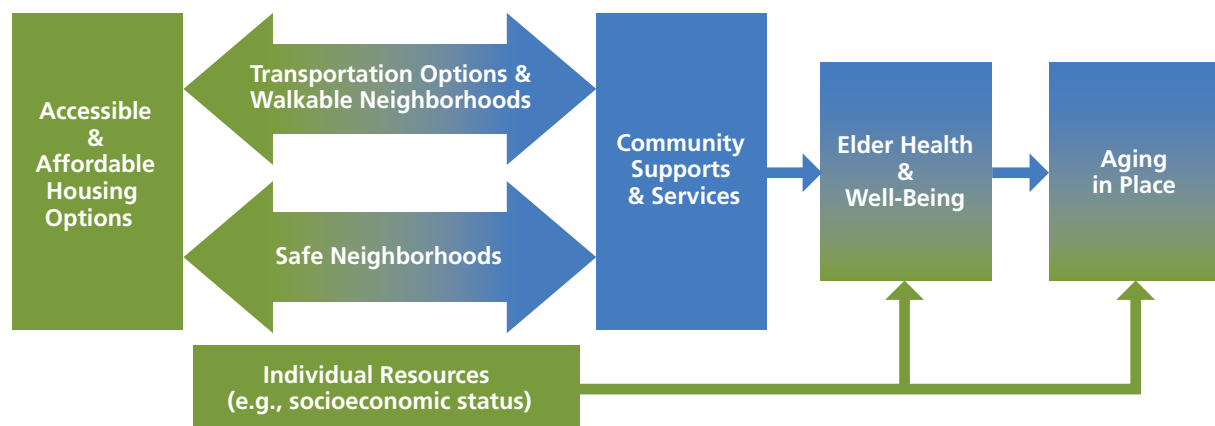 Accessible
&
Affordable
Housing
Options
Transportation Options &
Walkable Neighborhoods
Safe Neighborhoods
Community
Supports
& Services
Elder Health
&
Well-Being
Aging
in Place
Individual Resources
(e.g., socioeconomic status)